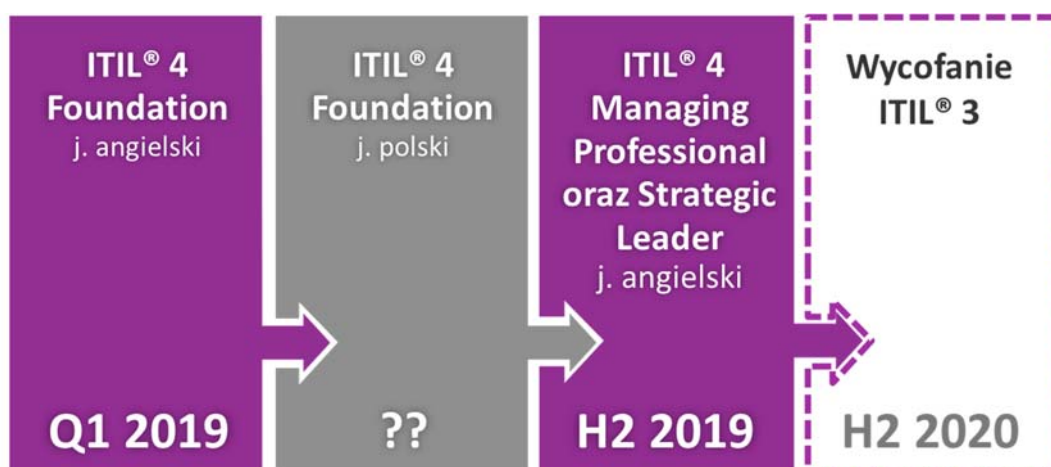 ITIL® 4
Foundation
j. angielski
Q1 2019
ITIL® 4
Foundation
j. polski
??
ITIL® 4
Managing
Professional
oraz Strategic
Leader
j. angielski
H2 2019
Wycofanie
ITIL® 3
H2 2020